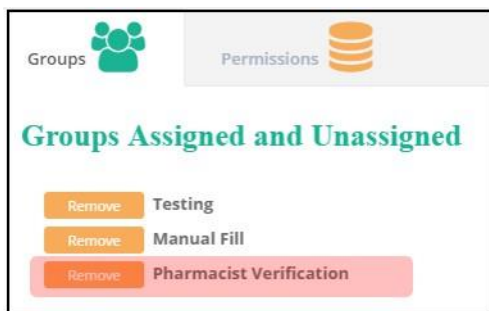 Groups Permissions
Groups Assigned and Unassigned
Remove Testing
Remove Manual Fill
Remove Pharmacist Verification